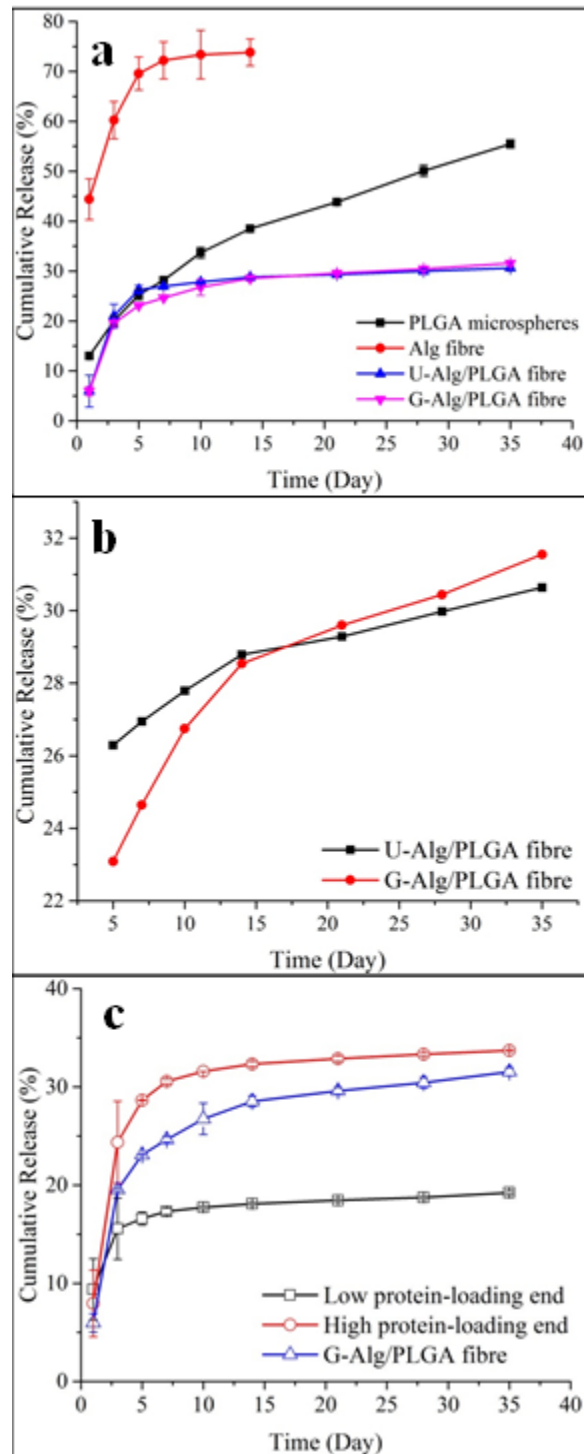 a
80
70
60
50
40
30
20
10
0
Cumulative Release (%)
PLGA microspheres
Alg fibre
U-Alg/PLGA fibre
G-Alg/PLGA fibre
0 5 10 15 20 25 30 35 40
Time (Day)
b
32
30
28
26
24
22
Cumulative Release (%)
U-Alg/PLGA fibre
G-Alg/PLGA fibre
5 10 15 20 25 30 35
Time (Day)
c
40
30
20
10
0
Cumulative Release (%)
Low protein-loading end
High protein-loading end
G-Alg/PLGA fibre
0 5 10 15 20 25 30 35 40
Time (Day)